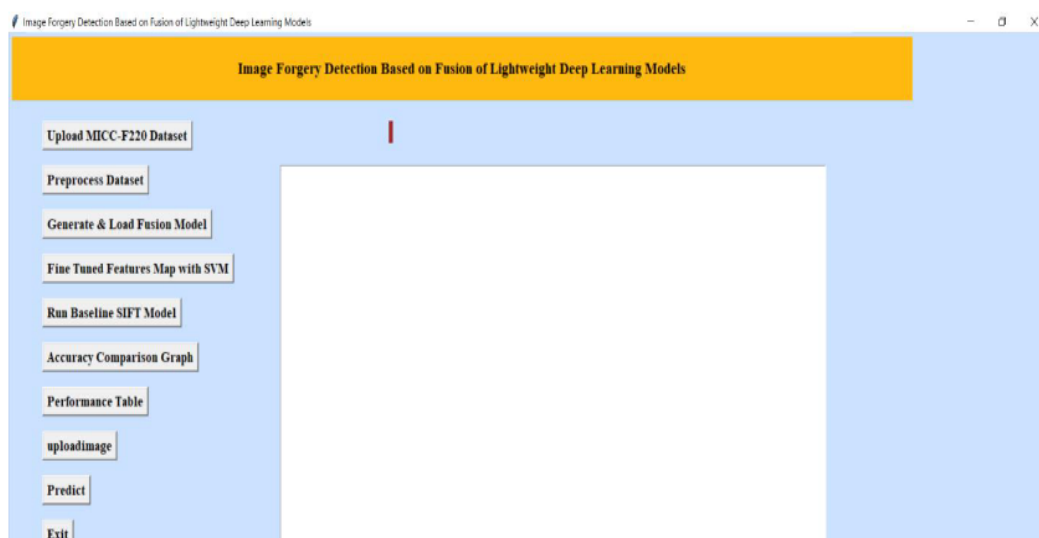 Image Forgery Detection Based on Fusion of Lightweight Deep Learning Models
Image Forgery Detection Based on Fusion of Lightweight Deep Learning Models
Upload MICC-F220 Dataset
Preprocess Dataset
Generate & Load Fusion Model
Fine Tuned Features Map with SVM
Run Baseline SIFT Model
Accuracy Comparison Graph
Performance Table
uploadimage
Predict
Exit